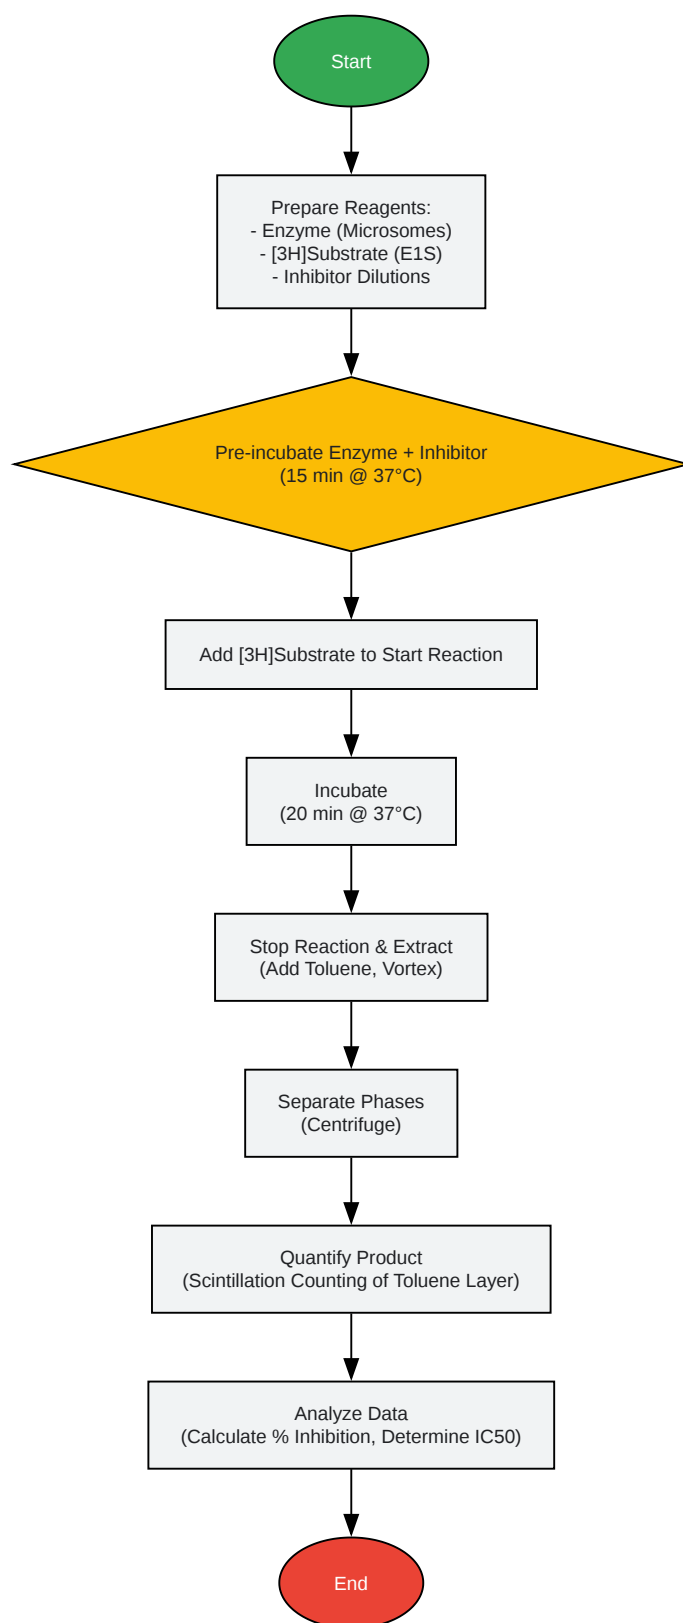 Start
Prepare Reagents:
- Enzyme (Microsomes)
- [3H]Substrate (E1S)
- Inhibitor Dilutions
Pre-incubate Enzyme + Inhibitor
(15 min @ 37°C)
Add [3H]Substrate to Start Reaction
Incubate
(20 min @ 37°C)
Stop Reaction & Extract
(Add Toluene, Vortex)
Separate Phases
(Centrifuge)
Quantify Product
(Scintillation Counting of Toluene Layer)
Analyze Data
(Calculate % Inhibition, Determine IC50)
End